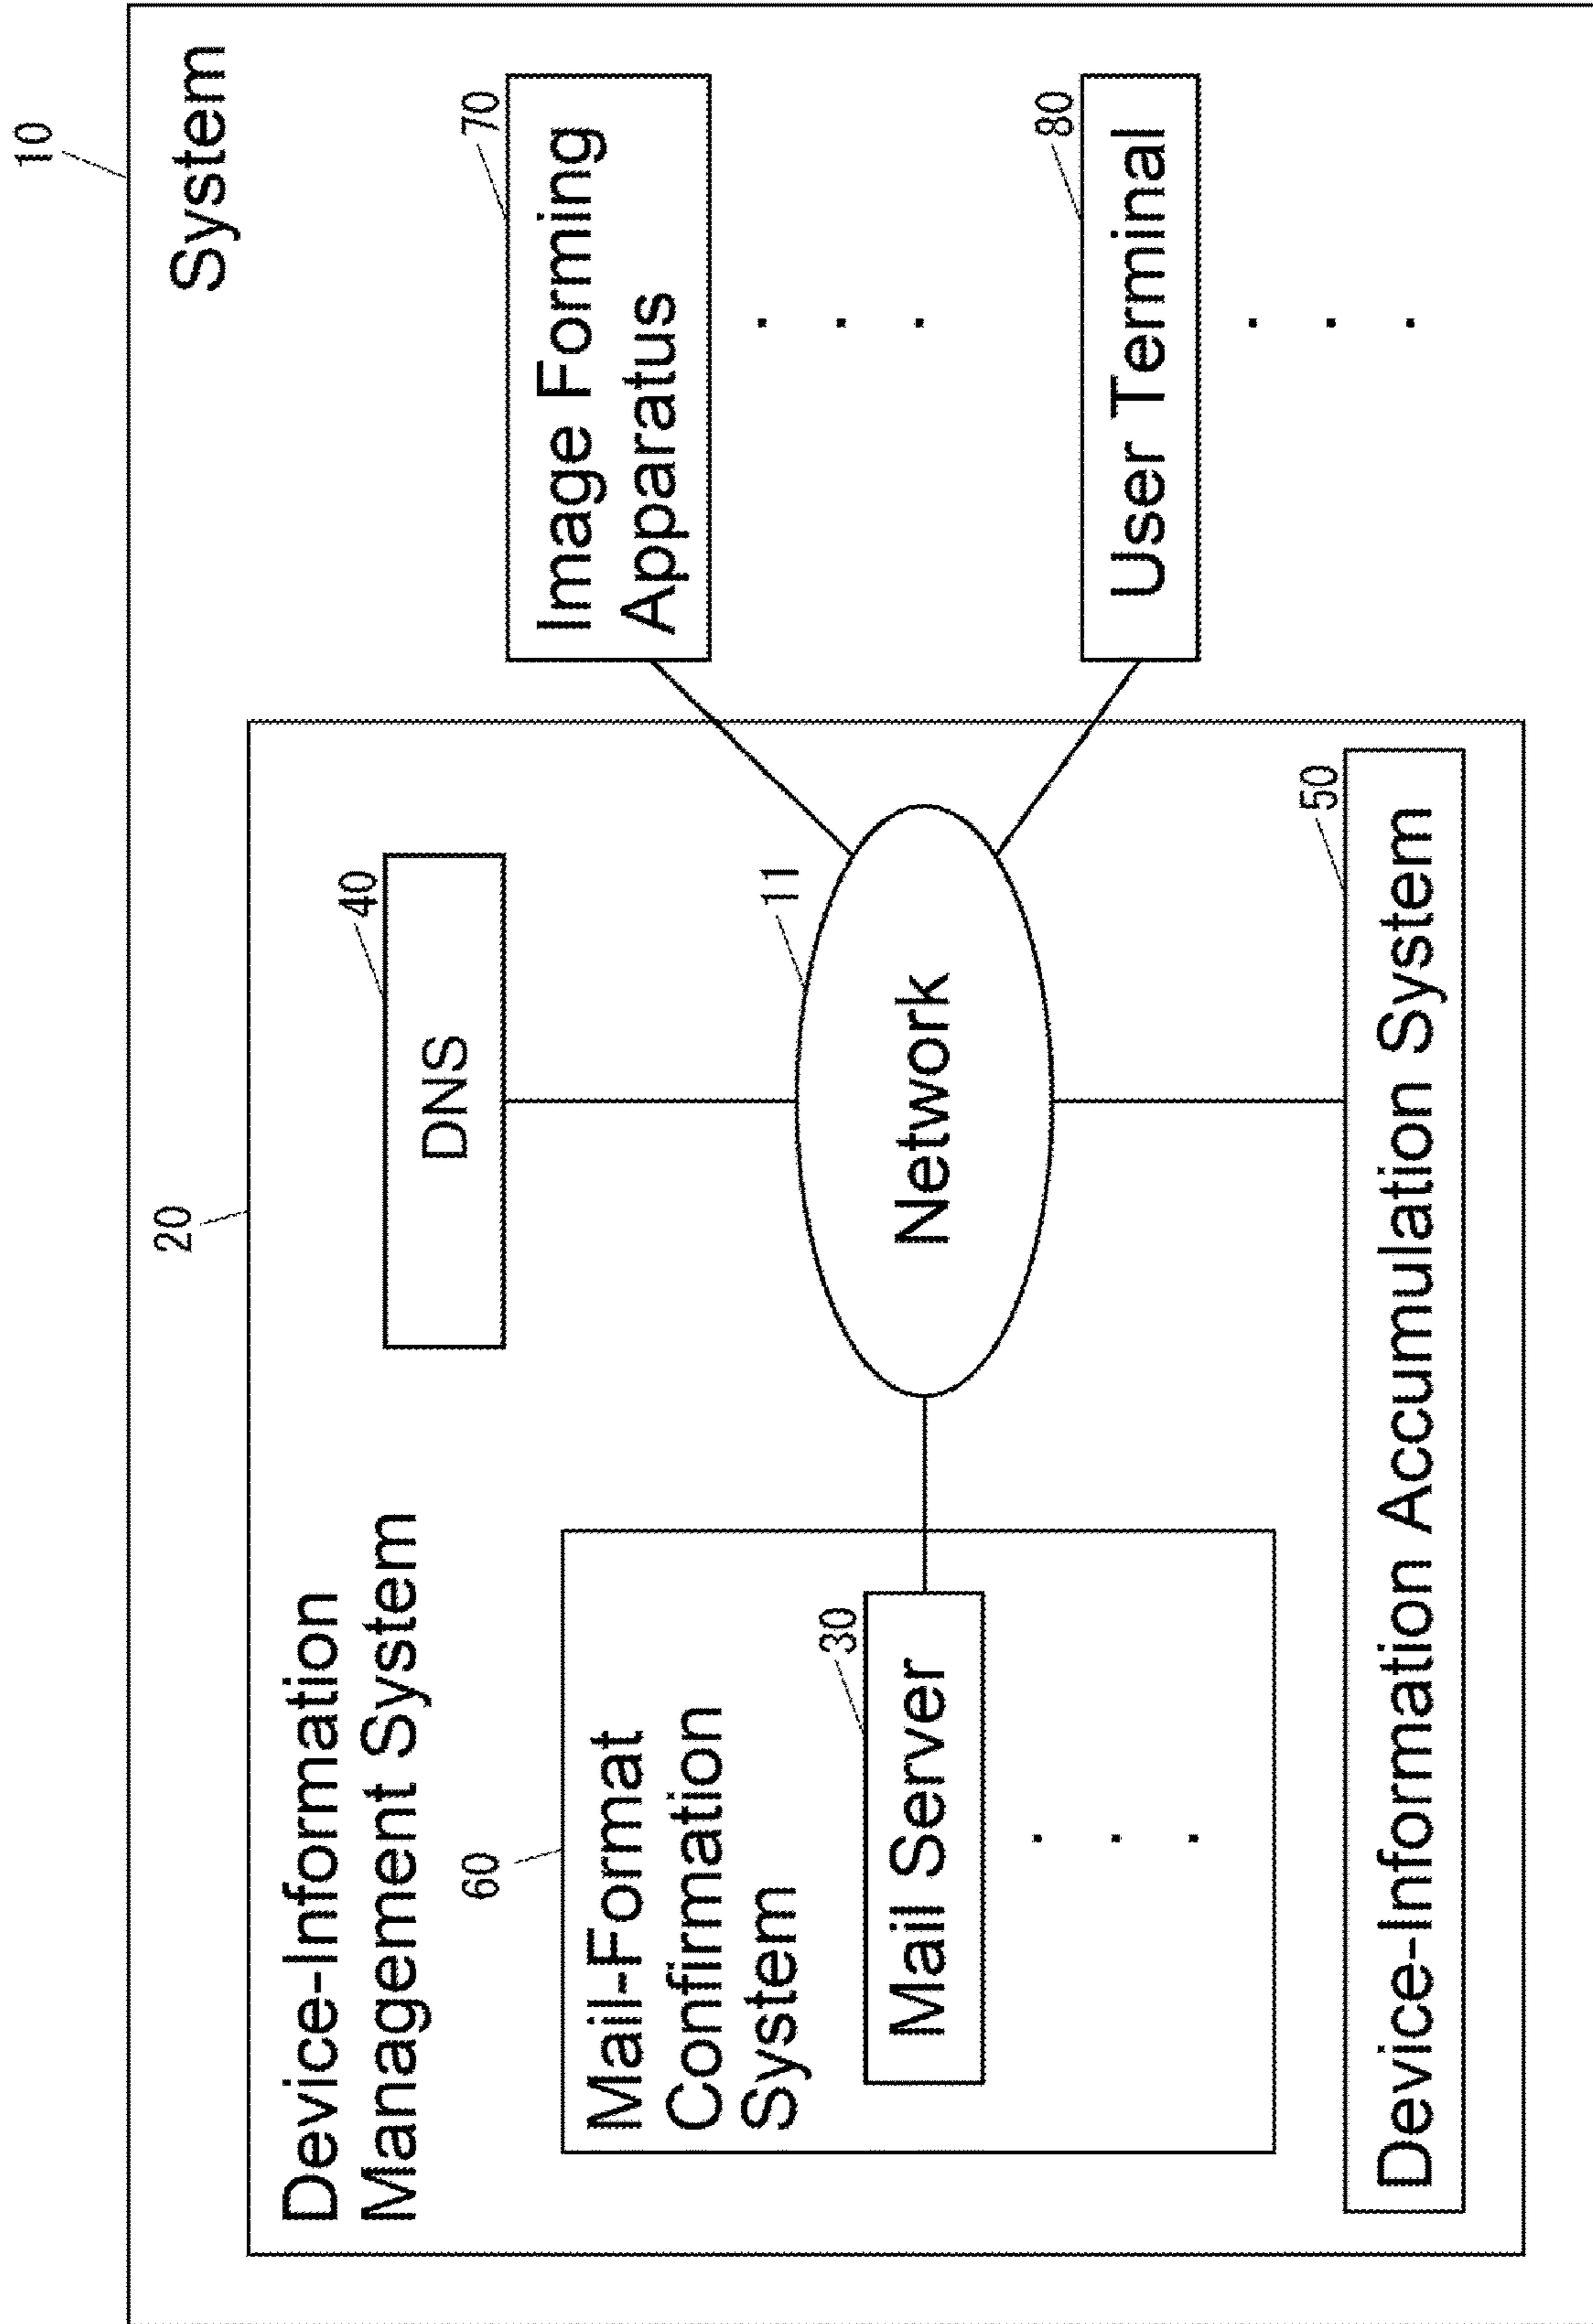 10
System
20
Device-Information
Management System
40
DNS
70
Image Forming
Apparatus
60
Mail-Format
Confirmation
System
11
Network
30
Mail Server
80
User Terminal
50
Device-Information Accumulation System